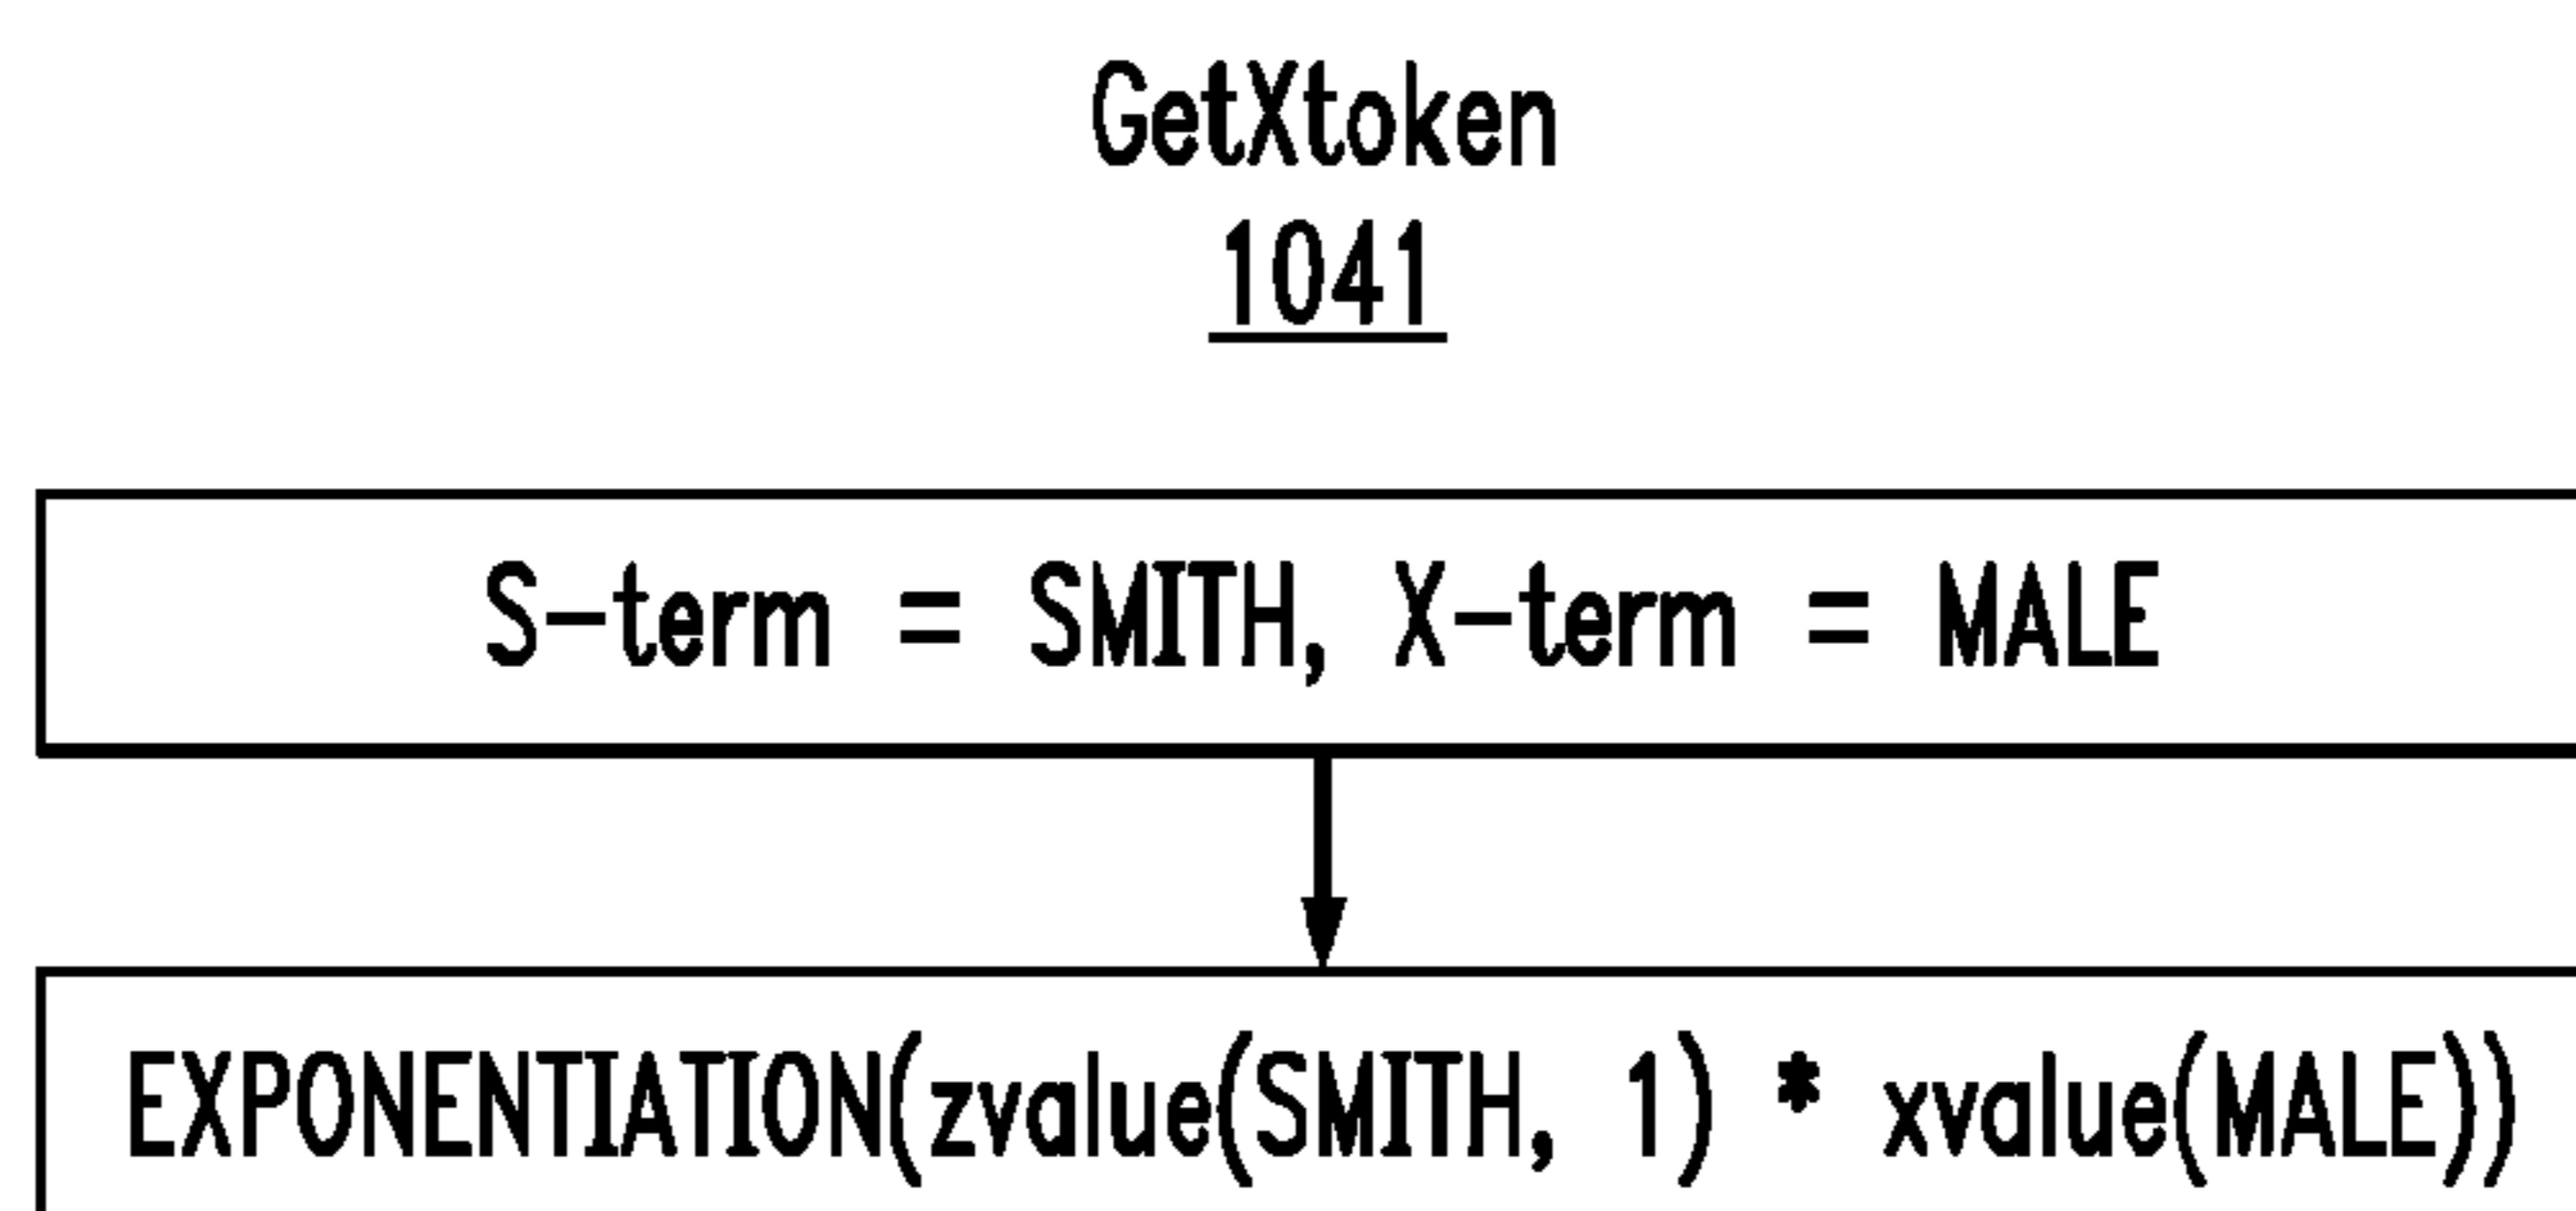 GetXtoken
1041
S-term = SMITH, X-term = MALE
EXPONENTIATION(zvalue(SMITH, 1) * xvalue(MALE))